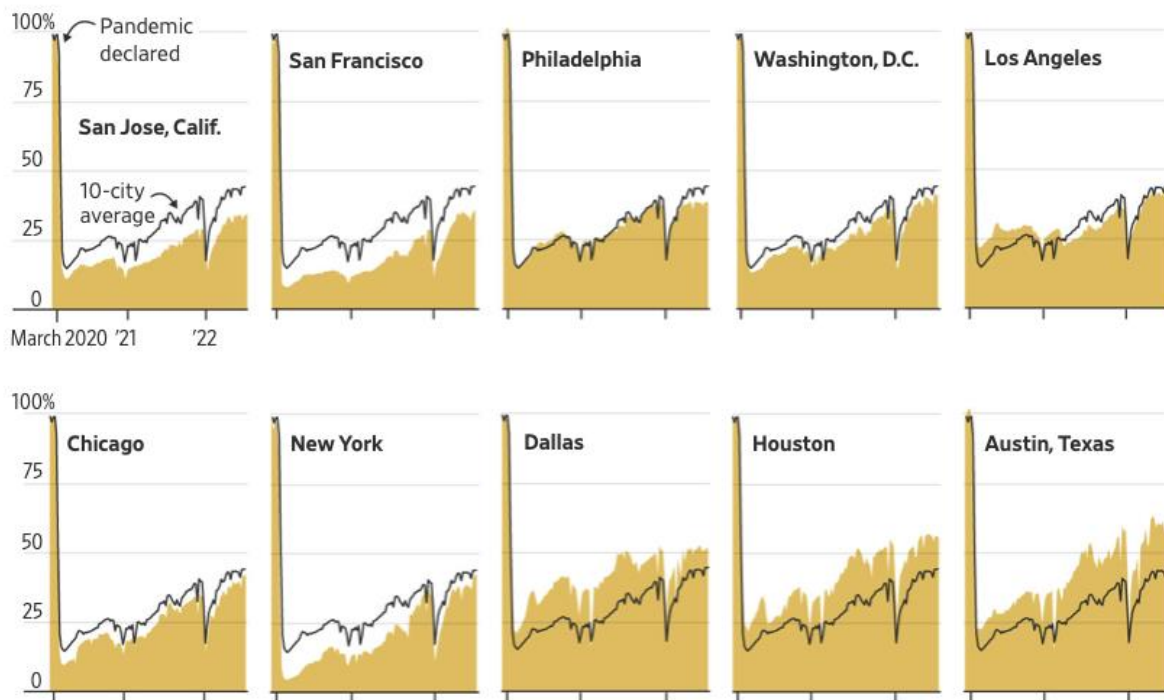 100%
Pandemic
declared
San Francisco
Philadelphia
Washington, D.C.
Los Angeles
75
San Jose, Calif.
50
10-city
average
25
0
March 2020 '21 '22
100%
Chicago
New York
Dallas
Houston
Austin, Texas
75
50
25
0